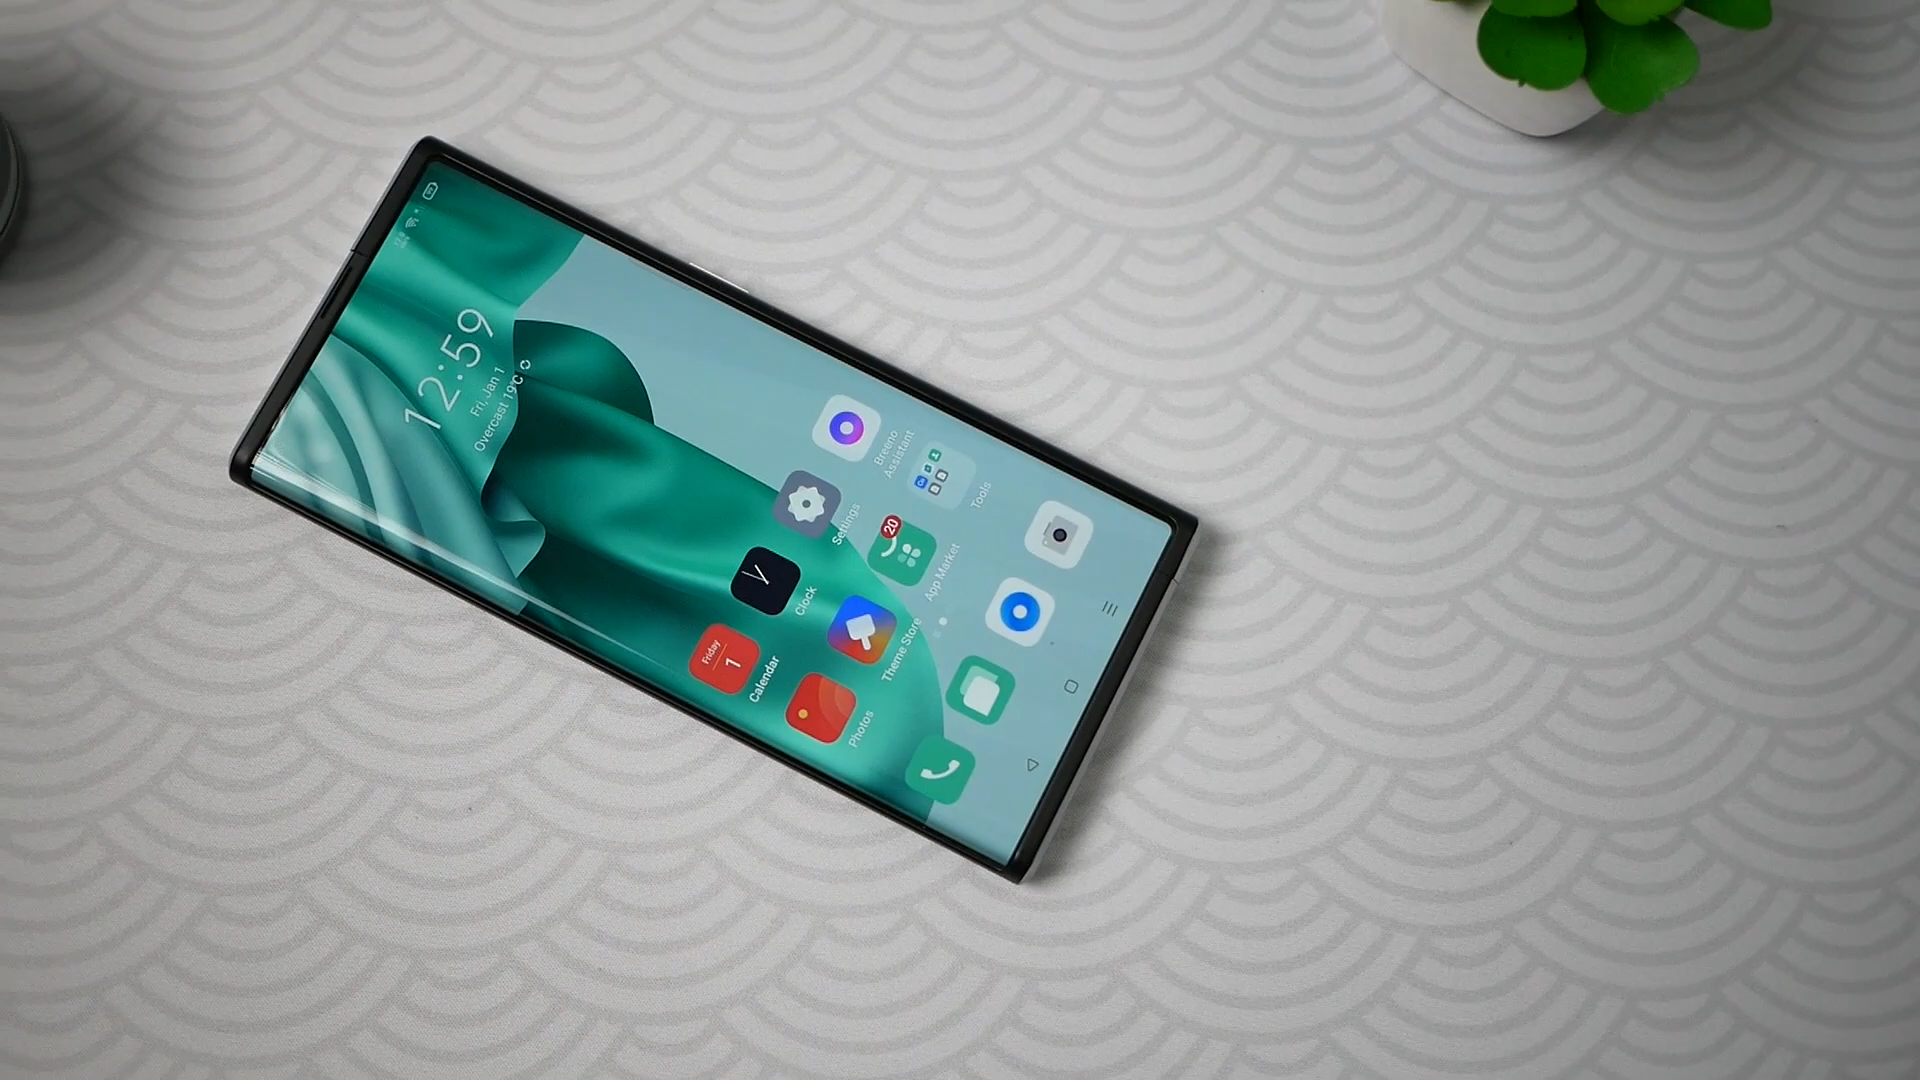 12:59
Fri, Jan 1
Overcast 19°C
Friday
1
Calendar
Clock
Settings
Breeno
Assistant
Photos
Theme Store
20
App Market
Tools